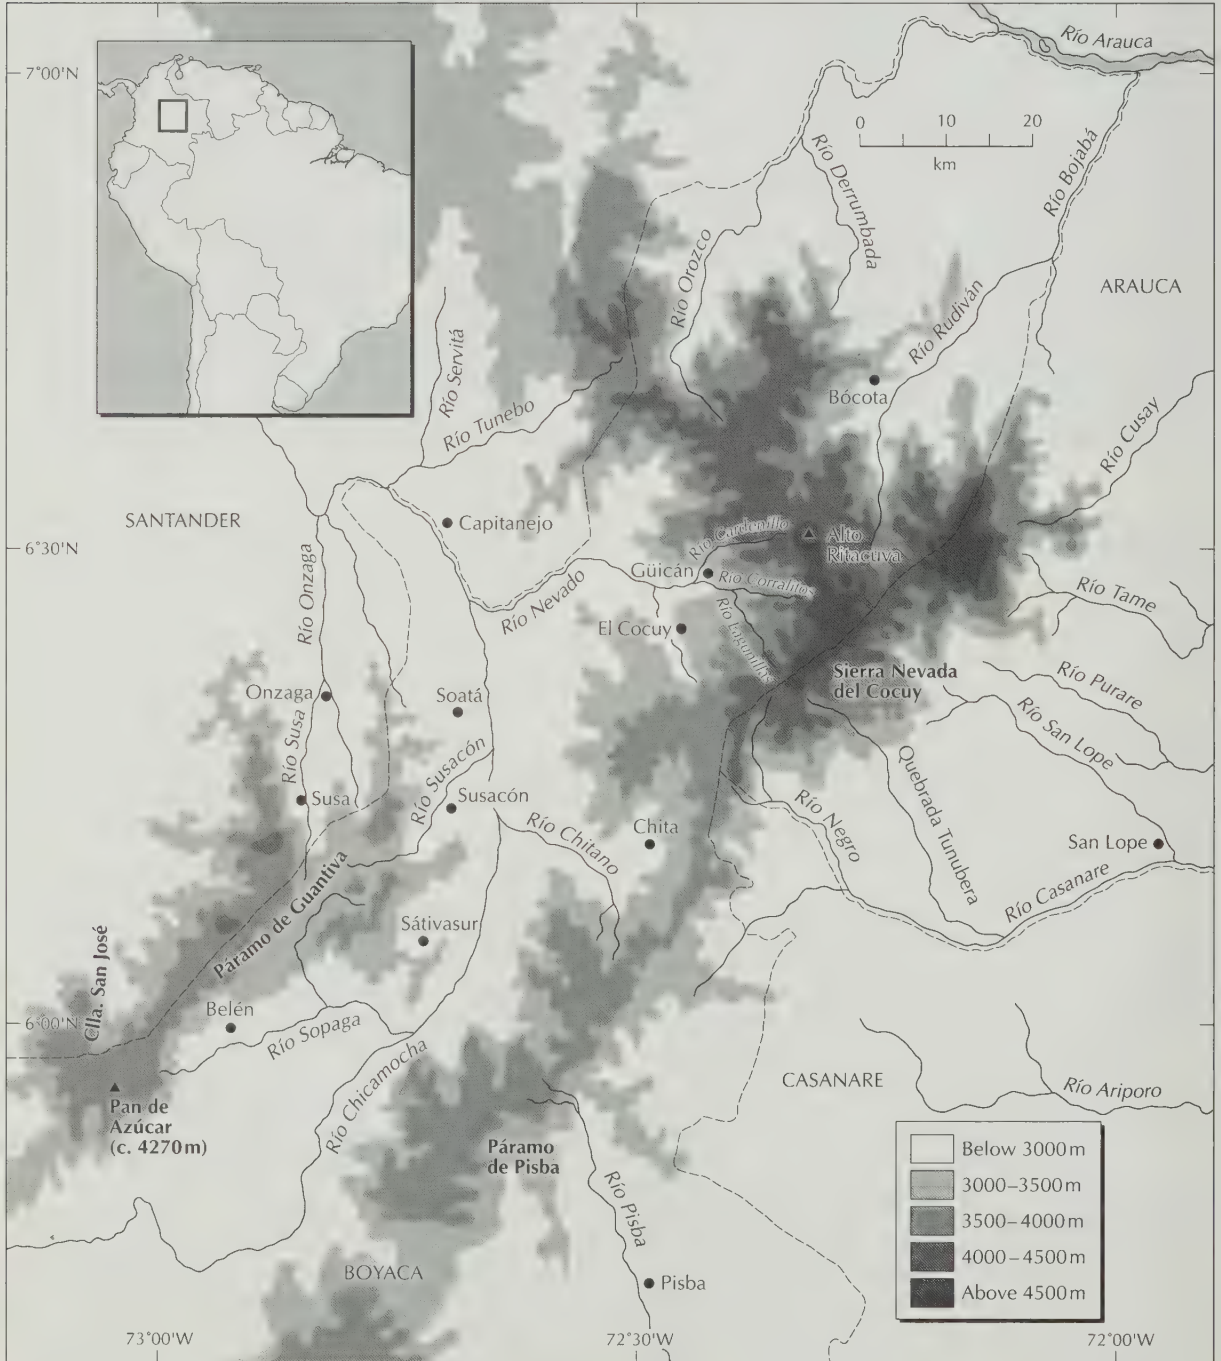 Río Arauca
7°00'N
0 10 20
km
Río Derrumbada
Río Bojabá
Río Orozco
ARAUCA
Río Rudiván
Río Servitá
Bócota
Río Tunebo
Río Cusay
SANTANDER
Capitanejo
Río Cardenillo
Alto
Ritacuva
6°30'N
Güicán
Río Corralitos
Río Onzaga
Río Nevado
Río Lagunillas
Río Tame
El Cocuy
Sierra Nevada
del Cocuy
Río Purare
Onzaga
Soatá
Río San Lope
Río Susa
Río Susacón
Quebrada Tunubera
Susa
Susacón
Río Chitano
Río Negro
Chita
San Lope
Páramo de Guantiva
Río Casanare
Sátivasur
Clla. San José
Belén
6°00'N
Río Sopaga
Río Chicamocha
CASANARE
Río Ariporo
Pan de
Azúcar
(c. 4270m)
Páramo
de Pisba
Río Pisba
Below 3000m
3000–3500m
3500–4000m
4000–4500m
Above 4500m
BOYACA
Pisba
73°00'W
72°30'W
72°00'W